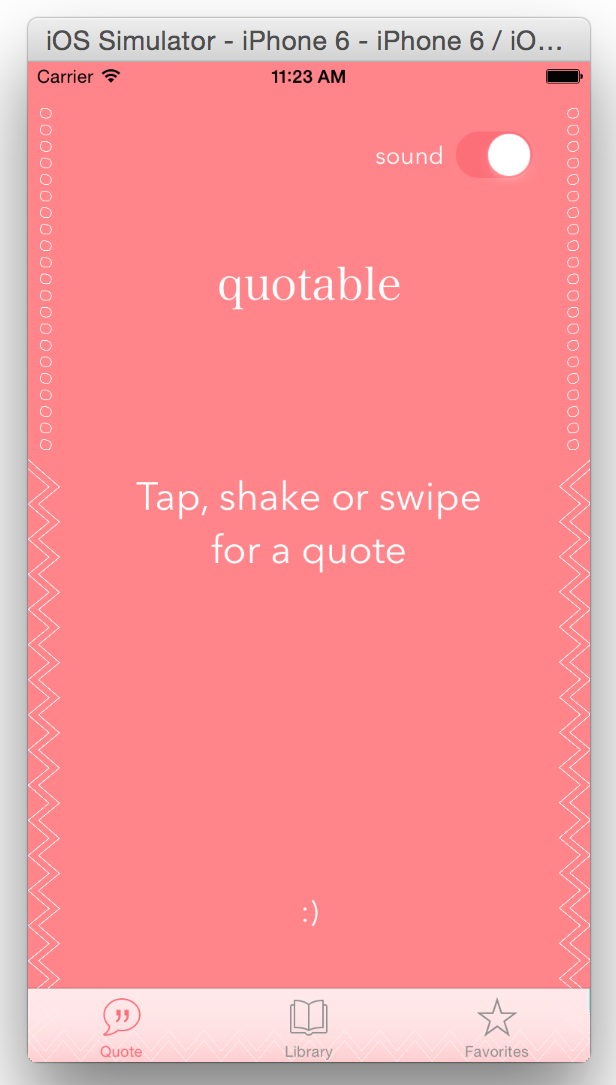 iOS Simulator - iPhone 6 - iPhone 6 / iO...
Carrier 11:23 AM
sound
quotable
Tap, shake or swipe
for a quote
:)
Quote Library Favorites